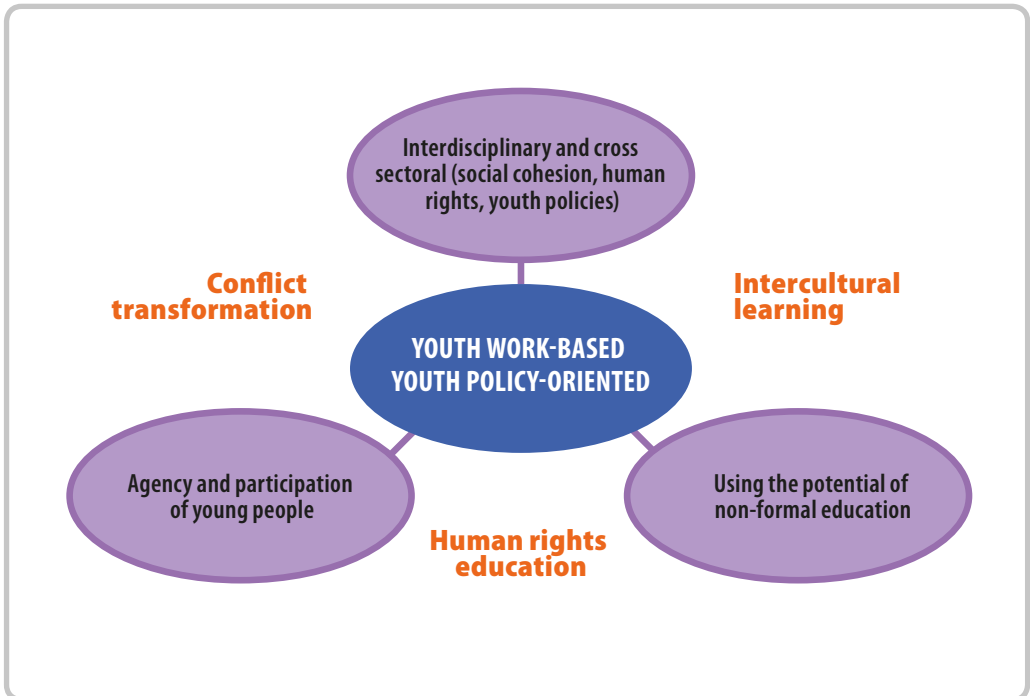 Interdisciplinary and cross
sectoral (social cohesion, human
rights, youth policies)
Conflict
transformation
Intercultural
learning
YOUTH WORK-BASED
YOUTH POLICY-ORIENTED
Agency and participation
of young people
Using the potential of
non-formal education
Human rights
education